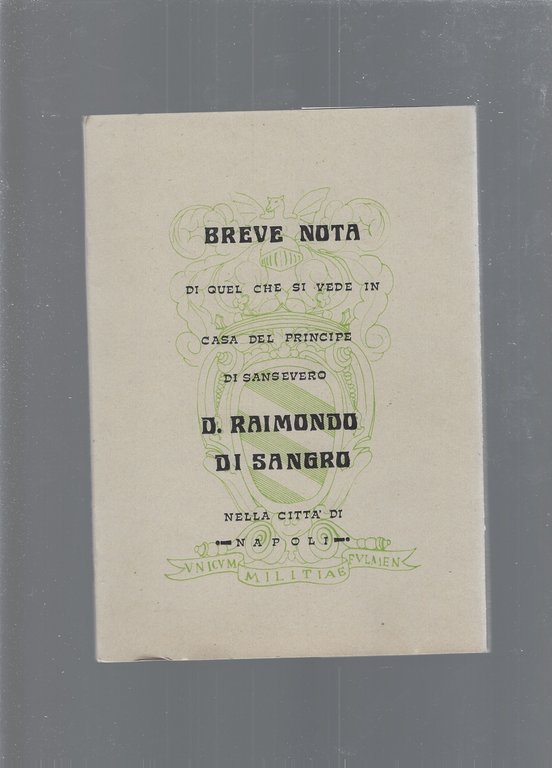 BREVE NOTA
DI QUEL CHE SI VEDE IN
CASA DEL PRINCIPE
DI SANSEVERO
D. RAIMONDO
DI SANGRO
NELLA CITTA' DI
NAPOLI
VNICVM MILITIAE FVLMEN